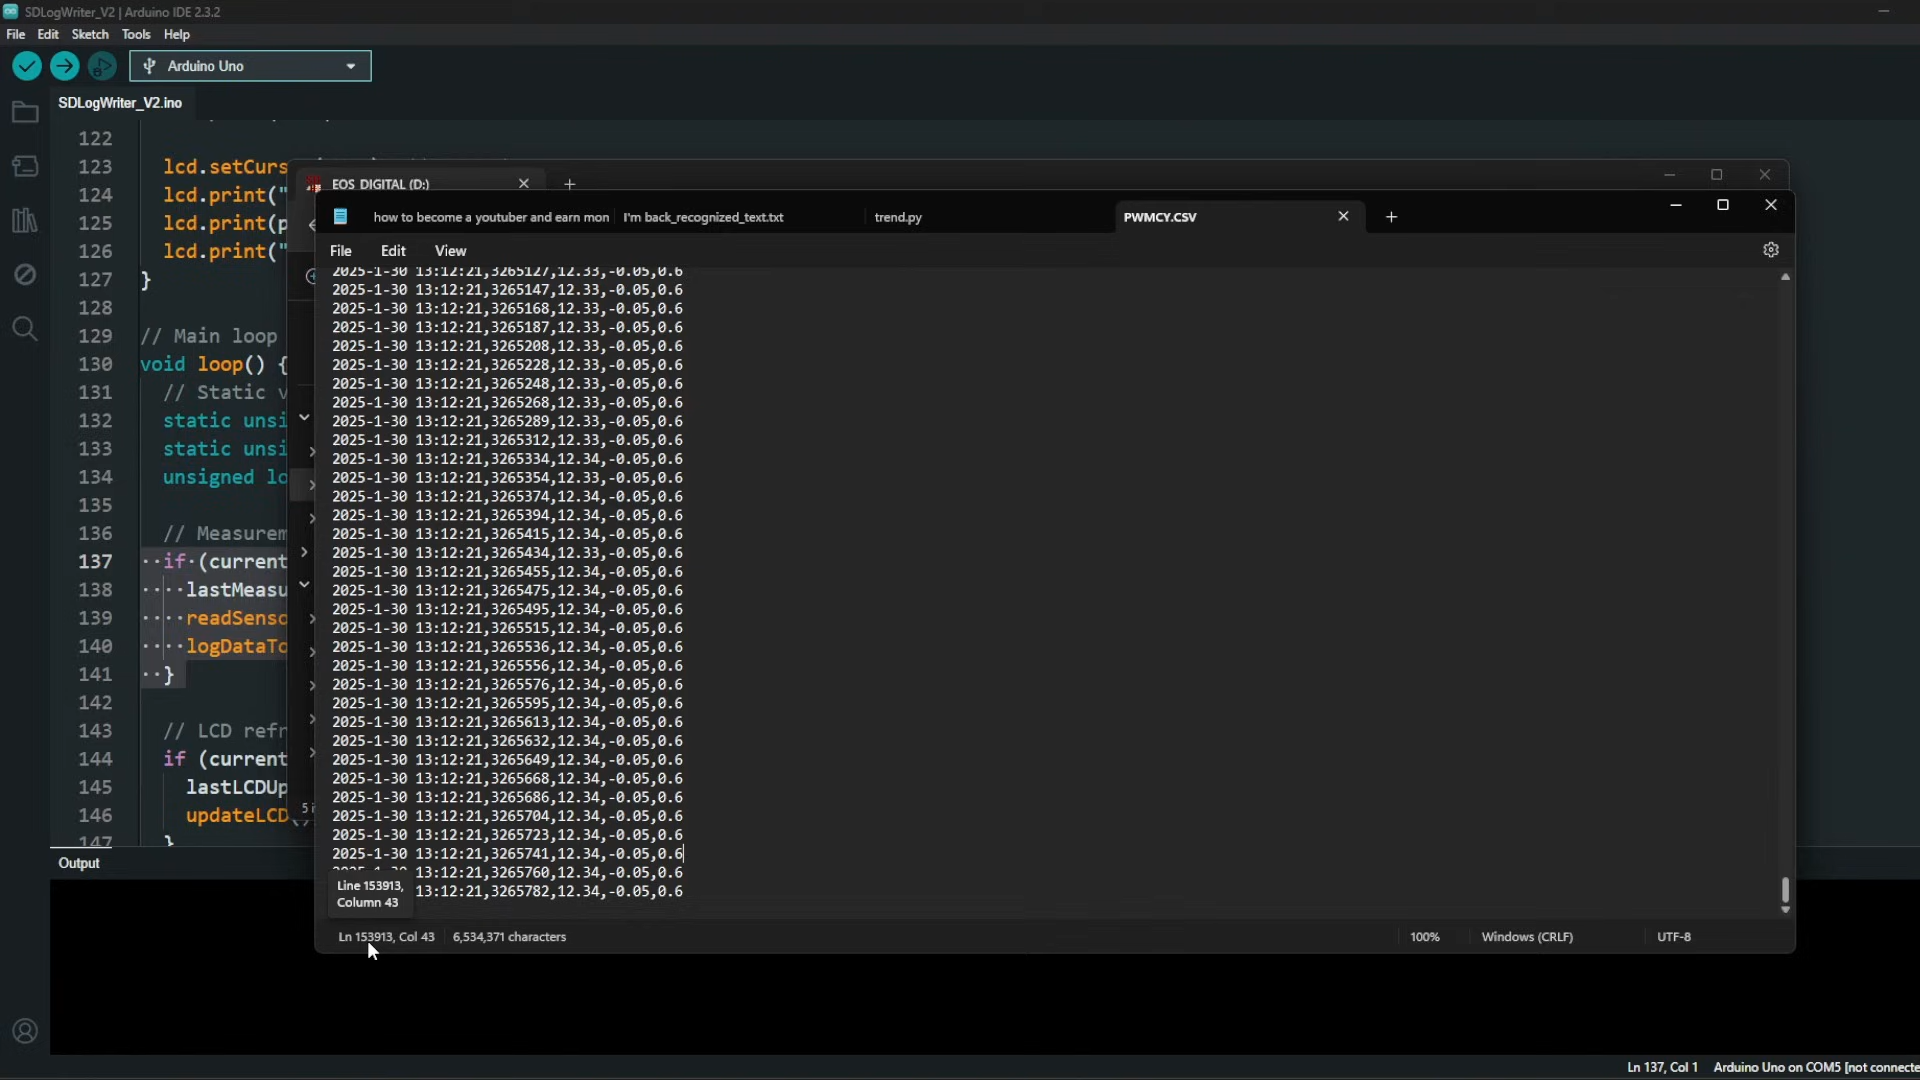 SDLogWriter_V2 | Arduino IDE 2.3.2
File Edit Sketch Tools Help
Arduino Uno
SDLogWriter_V2.ino
122
123 lcd.setCurs
124 lcd.print("
125 lcd.print(p
126 lcd.print("
127 }
128
129 // Main loop
130 void loop() {
131 // Static v
132 static unsi
133 static unsi
134 unsigned lo
135
136 // Measurem
137 if (current
138 lastMeasu
139 readSenso
140 logDataTo
141 }
142
143 // LCD refr
144 if (current
145 lastLCDUp
146 updateLCD();
147 }
Output
EOS DIGITAL (D:)
how to become a youtuber and earn mon I'm back_recognized_text.txt trend.py PWMCY.CSV
File Edit View
2025-1-30 13:12:21,3265127,12.33,-0.05,0.6
2025-1-30 13:12:21,3265147,12.33,-0.05,0.6
2025-1-30 13:12:21,3265168,12.33,-0.05,0.6
2025-1-30 13:12:21,3265187,12.33,-0.05,0.6
2025-1-30 13:12:21,3265208,12.33,-0.05,0.6
2025-1-30 13:12:21,3265228,12.33,-0.05,0.6
2025-1-30 13:12:21,3265248,12.33,-0.05,0.6
2025-1-30 13:12:21,3265268,12.33,-0.05,0.6
2025-1-30 13:12:21,3265289,12.33,-0.05,0.6
2025-1-30 13:12:21,3265312,12.33,-0.05,0.6
2025-1-30 13:12:21,3265334,12.34,-0.05,0.6
2025-1-30 13:12:21,3265354,12.33,-0.05,0.6
2025-1-30 13:12:21,3265374,12.34,-0.05,0.6
2025-1-30 13:12:21,3265394,12.34,-0.05,0.6
2025-1-30 13:12:21,3265415,12.34,-0.05,0.6
2025-1-30 13:12:21,3265434,12.33,-0.05,0.6
2025-1-30 13:12:21,3265455,12.34,-0.05,0.6
2025-1-30 13:12:21,3265475,12.34,-0.05,0.6
2025-1-30 13:12:21,3265495,12.34,-0.05,0.6
2025-1-30 13:12:21,3265515,12.34,-0.05,0.6
2025-1-30 13:12:21,3265536,12.34,-0.05,0.6
2025-1-30 13:12:21,3265556,12.34,-0.05,0.6
2025-1-30 13:12:21,3265576,12.34,-0.05,0.6
2025-1-30 13:12:21,3265595,12.34,-0.05,0.6
2025-1-30 13:12:21,3265613,12.34,-0.05,0.6
2025-1-30 13:12:21,3265632,12.34,-0.05,0.6
2025-1-30 13:12:21,3265649,12.34,-0.05,0.6
2025-1-30 13:12:21,3265668,12.34,-0.05,0.6
2025-1-30 13:12:21,3265686,12.34,-0.05,0.6
2025-1-30 13:12:21,3265704,12.34,-0.05,0.6
2025-1-30 13:12:21,3265723,12.34,-0.05,0.6
2025-1-30 13:12:21,3265741,12.34,-0.05,0.6
2025-1-30 13:12:21,3265760,12.34,-0.05,0.6
13:12:21,3265782,12.34,-0.05,0.6
Line 153913,
Column 43
Ln 153913, Col 43 6,534,371 characters 100% Windows (CRLF) UTF-8
Ln 137, Col 1 Arduino Uno on COM5 [not connecte